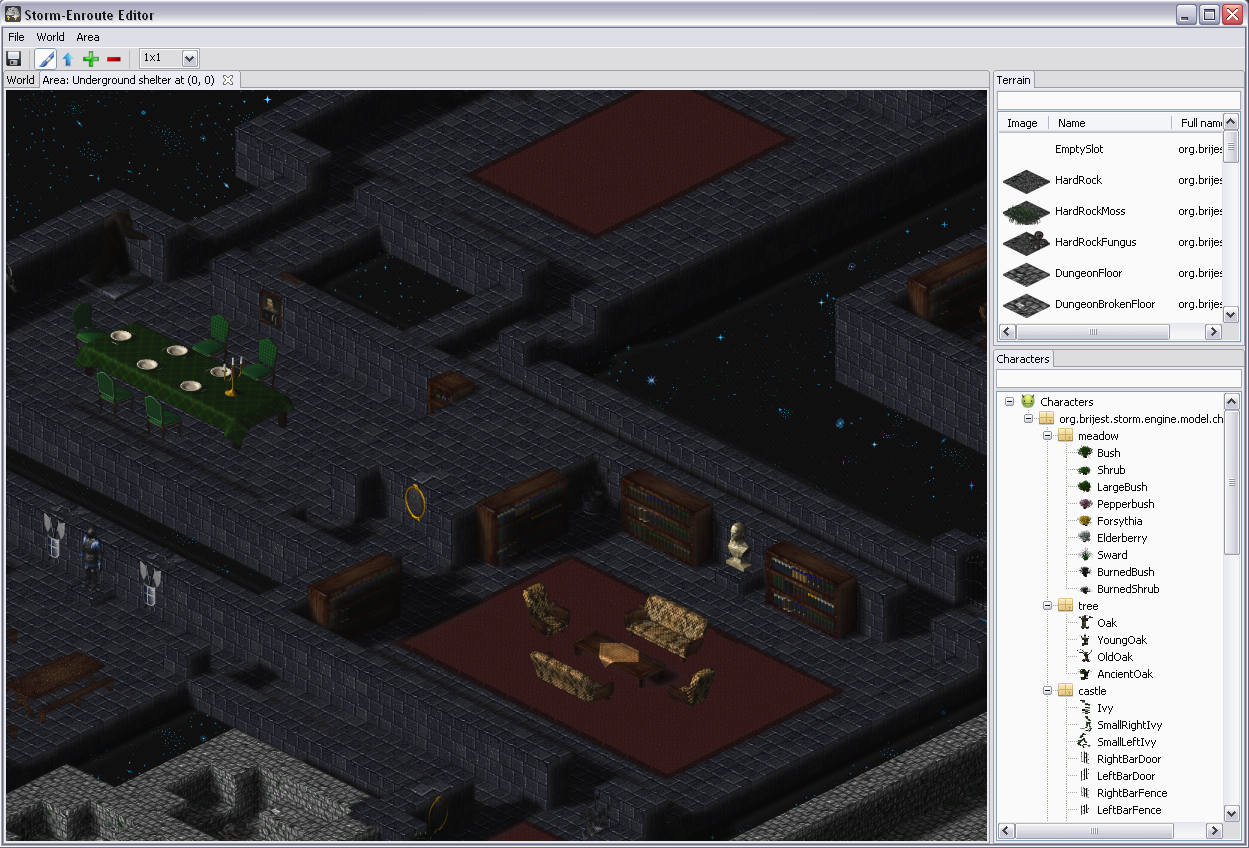 Storm-Enroute Editor
File World Area
1x1
World Area: Underground shelter at (0, 0)
Terrain
Image Name Full name
EmptySlot org.brijes
HardRock org.brijes
HardRockMoss org.brijes
HardRockFungus org.brijes
DungeonFloor org.brijes
DungeonBrokenFloor org.brijes
Characters
Characters
org.brijest.storm.engine.model.ch
meadow
Bush
Shrub
LargeBush
Pepperbush
Forsythia
Elderberry
Sward
BurnedBush
BurnedShrub
tree
Oak
YoungOak
OldOak
AncientOak
castle
Ivy
SmallRightIvy
SmallLeftIvy
RightBarDoor
LeftBarDoor
RightBarFence
LeftBarFence